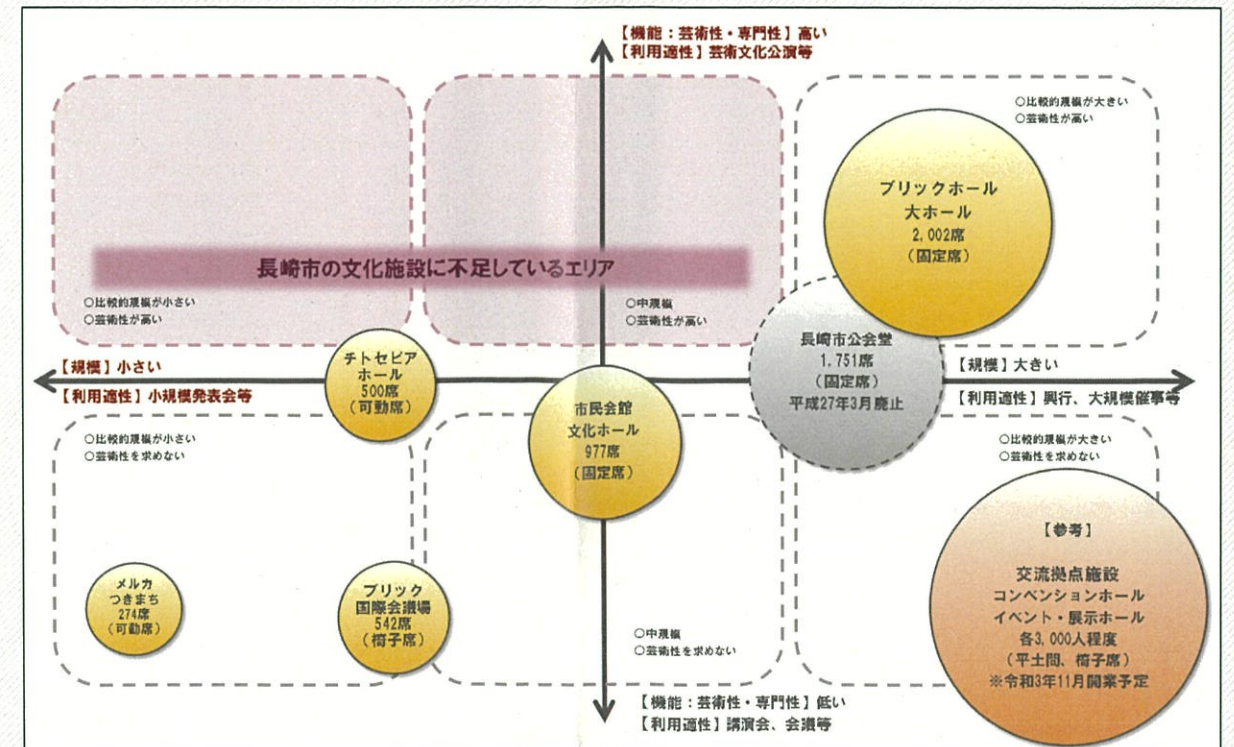 【機能：芸術性・専門性】高い
【利用適性】芸術文化公演等
○比較的規模が大きい
○芸術性が高い
ブリックホール
大ホール
2,002席
（固定席）
長崎市の文化施設に不足しているエリア
○比較的規模が小さい
○芸術性が高い
○中規模
○芸術性が高い
長崎市公会堂
1,751席
（固定席）
平成27年3月廃止
チトセピア
ホール
500席
（可動席）
【規模】小さい
【利用適性】小規模発表会等
【規模】大きい
【利用適性】興行、大規模催事等
市民会館
文化ホール
977席
（固定席）
○比較的規模が小さい
○芸術性を求めない
○比較的規模が大きい
○芸術性を求めない
メルカ
つきまち
274席
（可動席）
ブリック
国際会議場
542席
（椅子席）
○中規模
○芸術性を求めない
【参考】
交流拠点施設
コンベンションホール
イベント・展示ホール
各3,000人程度
（平土間、椅子席）
※令和3年11月開業予定
【機能：芸術性・専門性】低い
【利用適性】講演会、会議等